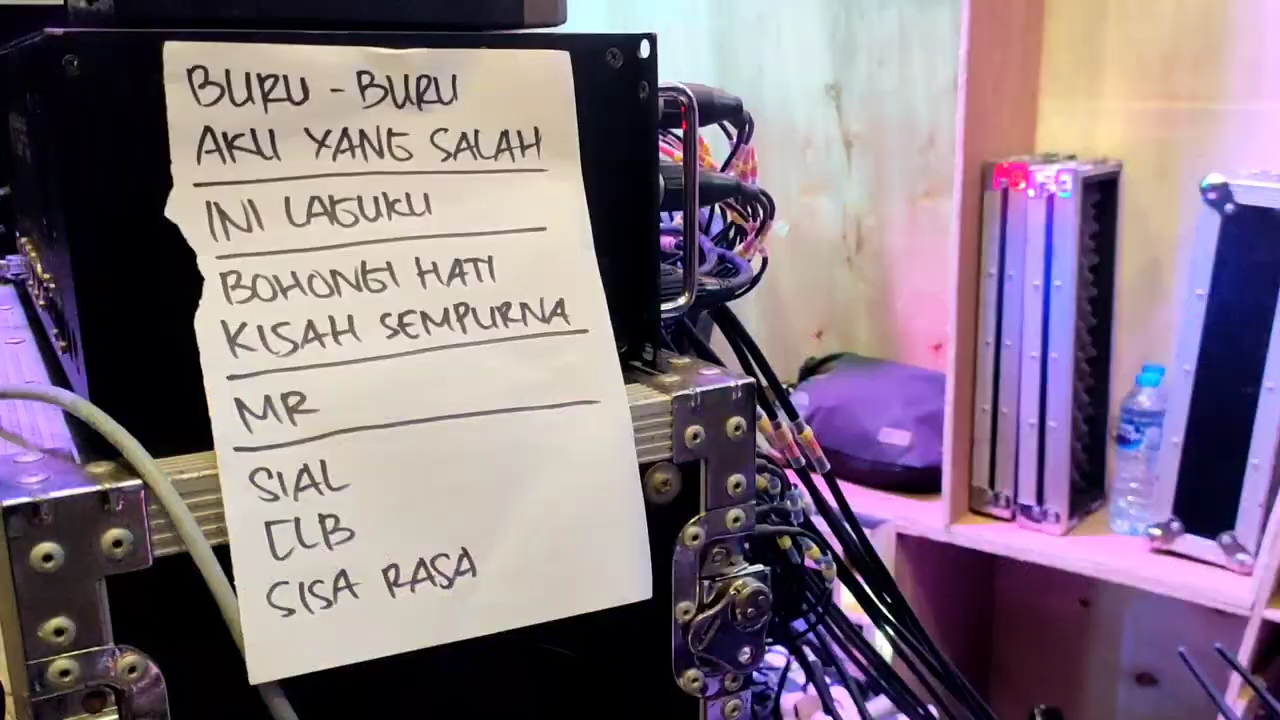 BURU - BURU
AKU YANG SALAH
INI LAGUKU
BOHONGI HATI
KISAH SEMPURNA
MR
SIAL
CLB
SISA RASA